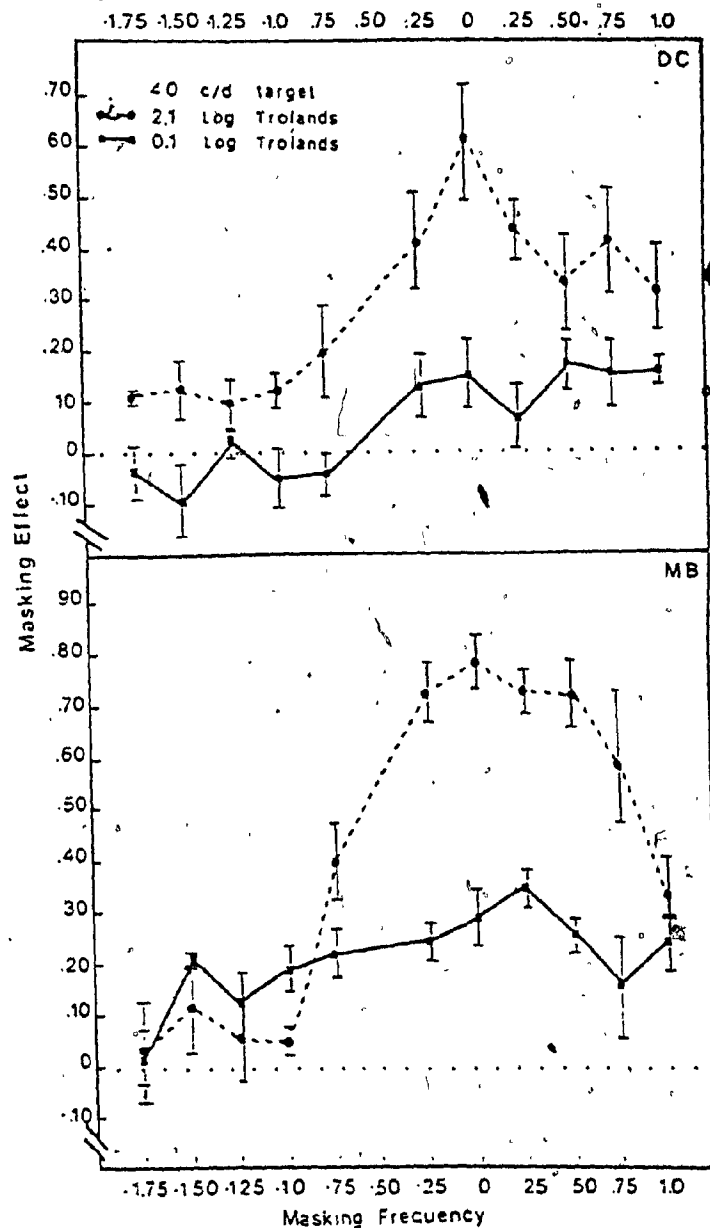 -1.75 -1.50 -1.25 -1.0 .75 .50 .25 0 .25 .50 .75 1.0
DC
4.0 c/d target
2.1 Log Trolands
0.1 Log Trolands
.70
.60
.50
.40
.30
.20
.10
0
-.10
Masking Effect
MB
.90
.80
.70
.60
.50
.40
.30
.20
.10
0
-.10
-1.75 -1.50 -1.25 -1.0 .75 .50 .25 0 .25 .50 .75 1.0
Masking Frequency